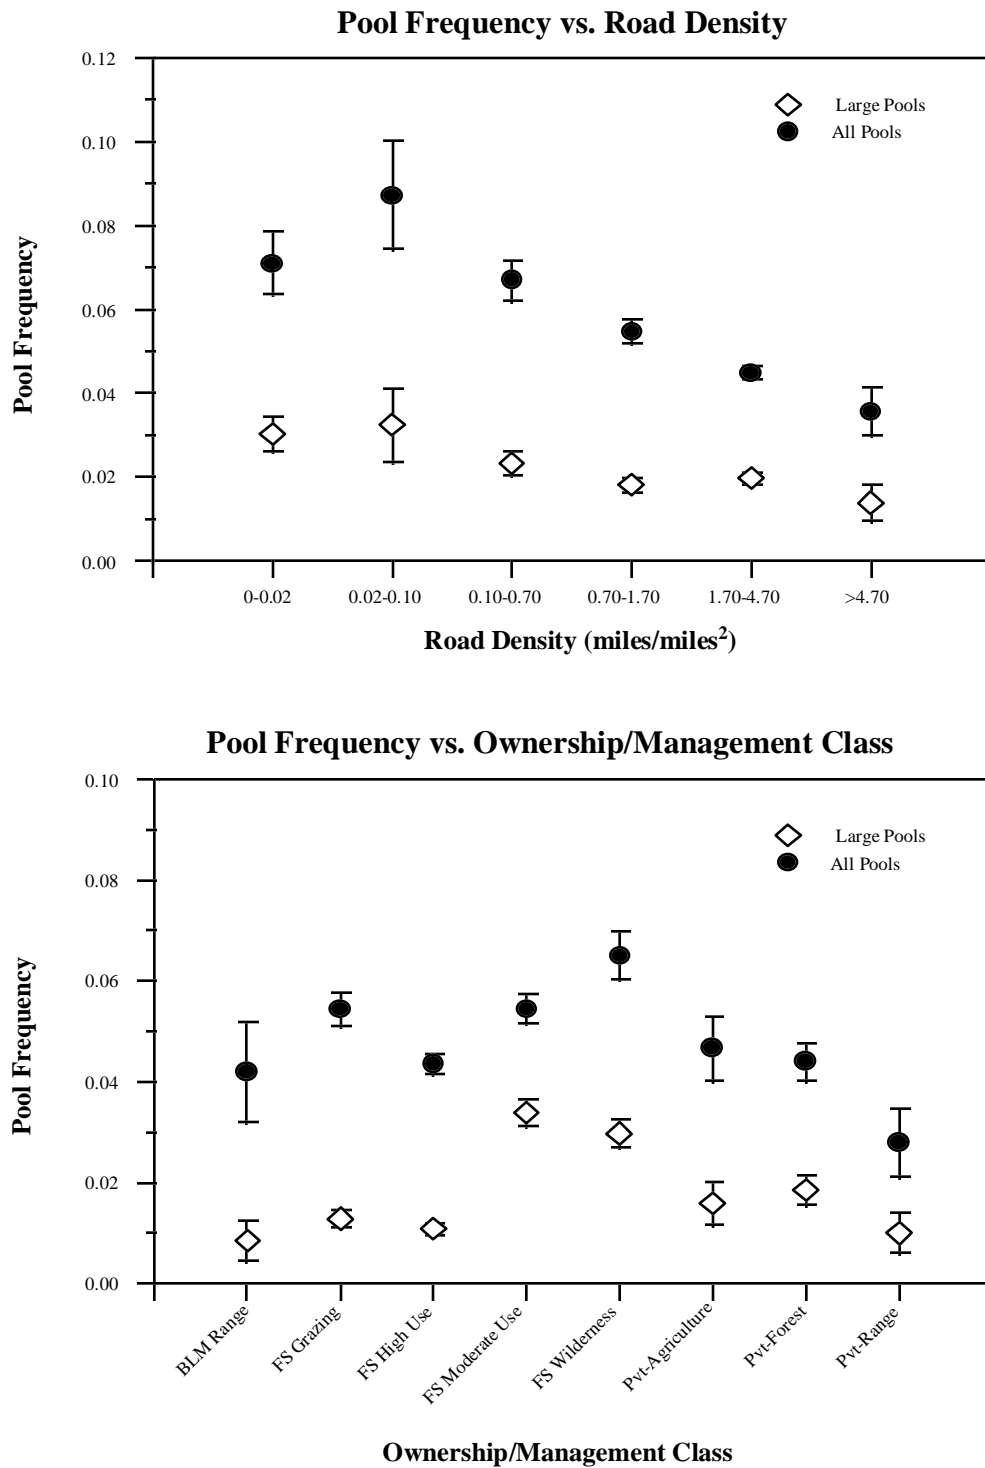 Pool Frequency vs. Road Density
0.12
0.10
0.08
0.06
0.04
0.02
0.00
Pool Frequency
Large Pools
All Pools
0-0.02 0.02-0.10 0.10-0.70 0.70-1.70 1.70-4.70 >4.70
Road Density (miles/miles²)
Pool Frequency vs. Ownership/Management Class
0.10
0.08
0.06
0.04
0.02
0.00
Pool Frequency
Large Pools
All Pools
BLM Range
FS Grazing
FS High Use
FS Moderate Use
FS Wilderness
Pvt-Agriculture
Pvt-Forest
Pvt-Range
Ownership/Management Class